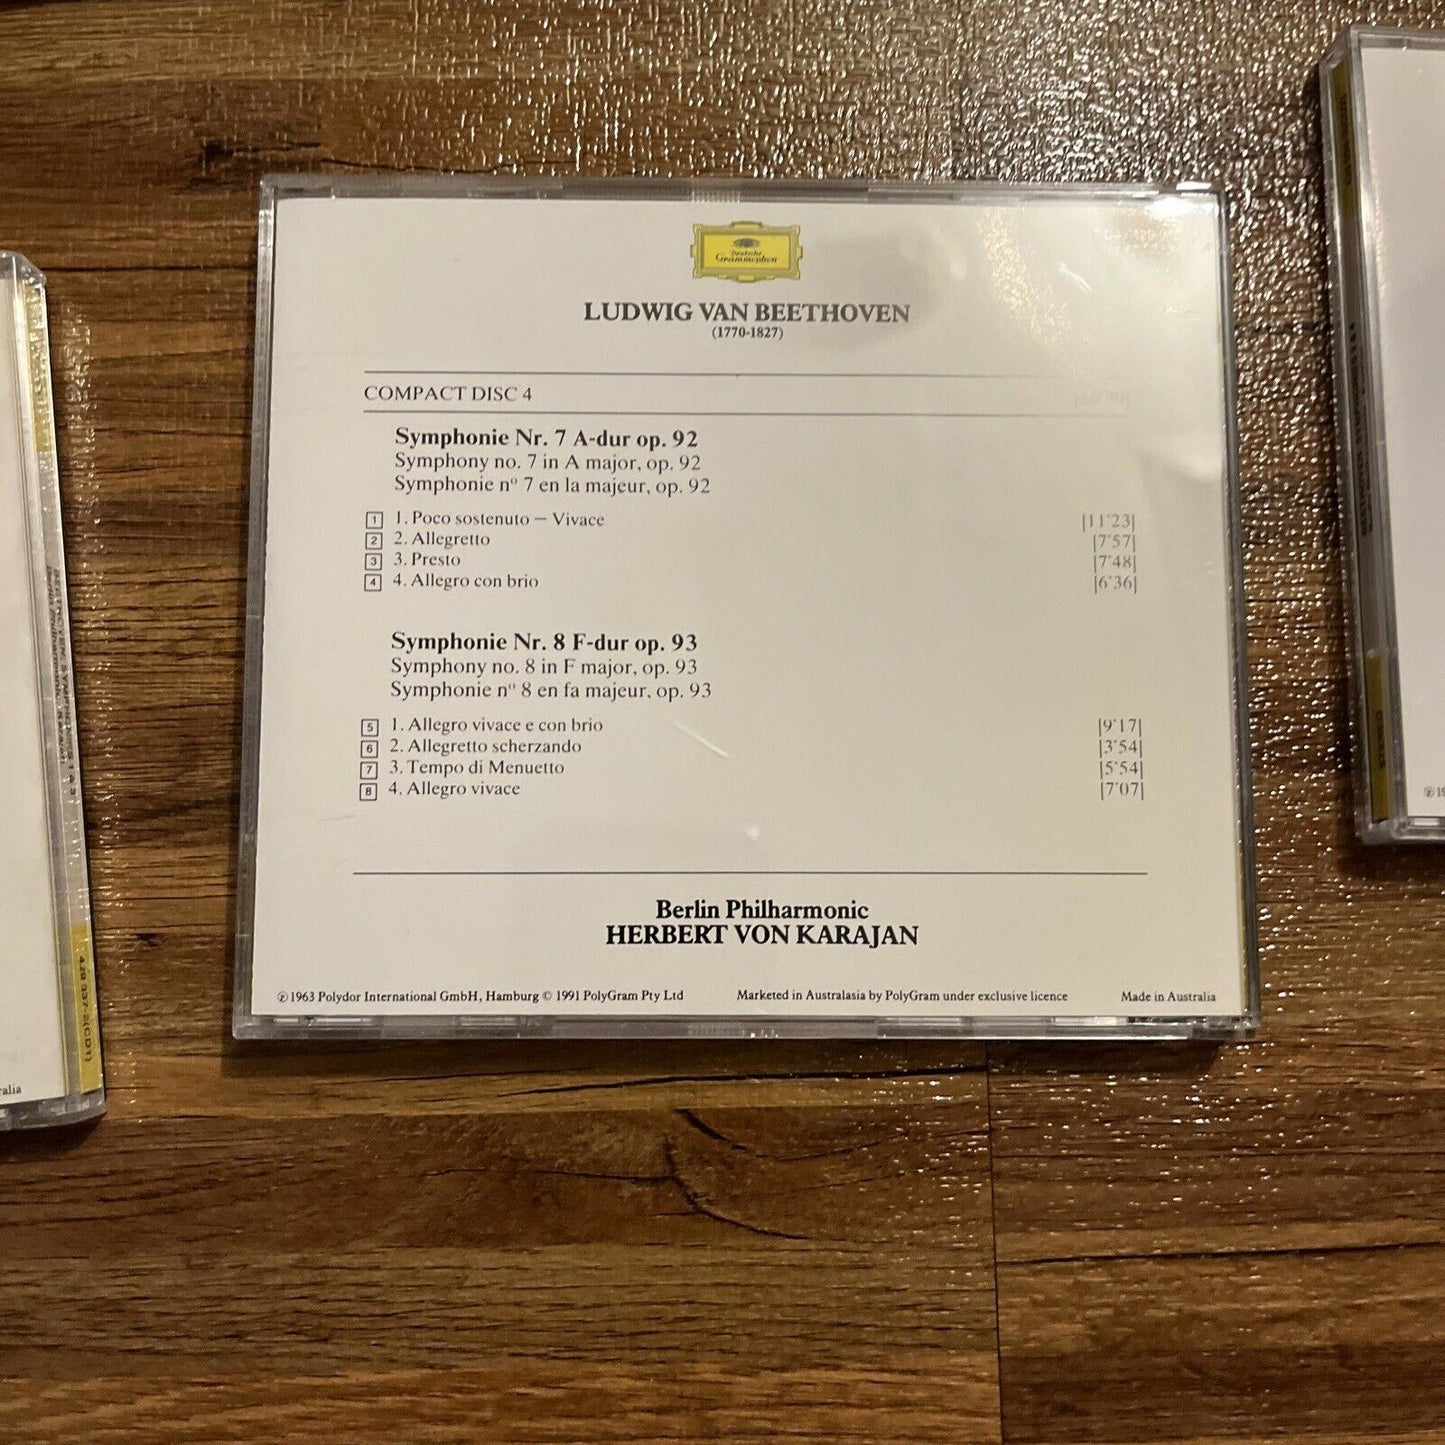 Deutsche
Grammophon
LUDWIG VAN BEETHOVEN
(1770-1827)
COMPACT DISC 4
Symphonie Nr. 7 A-dur op. 92
Symphony no. 7 in A major, op. 92
Symphonie nº 7 en la majeur, op. 92
1 1. Poco sostenuto – Vivace [11'23]
2 2. Allegretto [7'57]
3 3. Presto [7'48]
4 4. Allegro con brio [6'36]
Symphonie Nr. 8 F-dur op. 93
Symphony no. 8 in F major, op. 93
Symphonie nº 8 en fa majeur, op. 93
5 1. Allegro vivace e con brio [9'17]
6 2. Allegretto scherzando [3'54]
7 3. Tempo di Menuetto [5'54]
8 4. Allegro vivace [7'07]
Berlin Philharmonic
HERBERT VON KARAJAN
℗ 1963 Polydor International GmbH, Hamburg © 1991 PolyGram Pty Ltd Marketed in Australasia by PolyGram under exclusive licence Made in Australia
BEETHOVEN SYMPHONIES 1 & 3
(CD1)